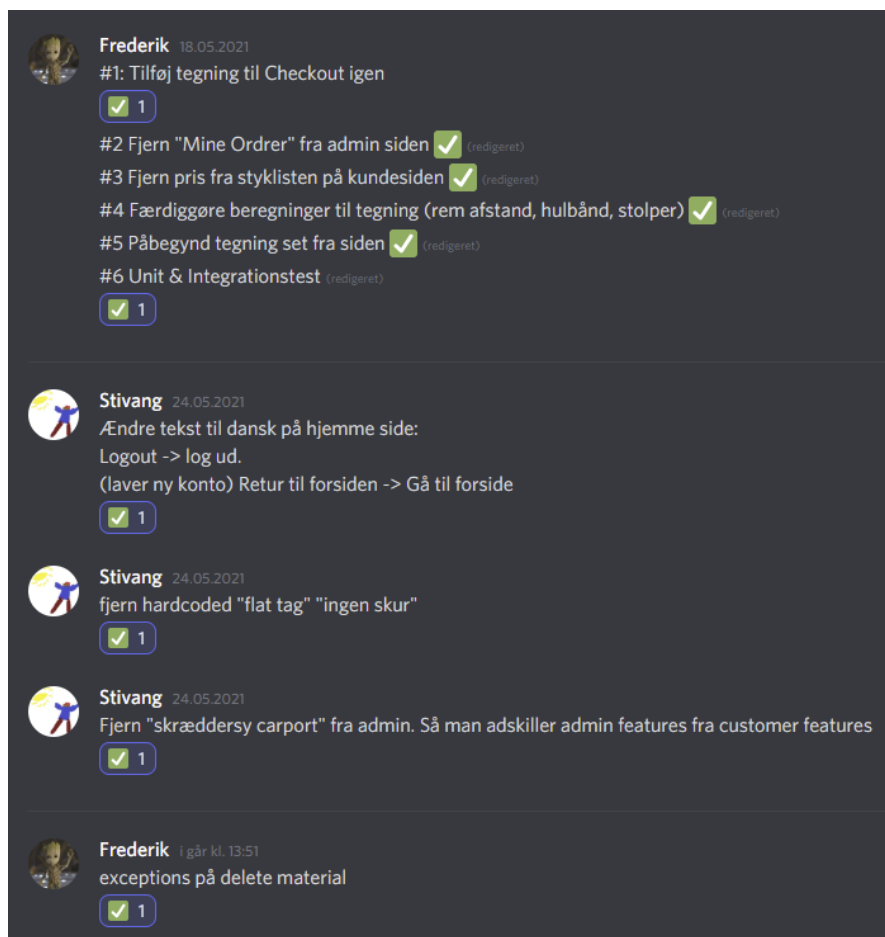 Frederik 18.05.2021
#1: Tilføj tegning til Checkout igen
✅ 1
#2 Fjern "Mine Ordrer" fra admin siden ✅ (redigeret)
#3 Fjern pris fra styklisten på kundesiden ✅ (redigeret)
#4 Færdiggøre beregninger til tegning (rem afstand, hulbånd, stolper) ✅ (redigeret)
#5 Påbegynd tegning set fra siden ✅ (redigeret)
#6 Unit & Integrationstest (redigeret)
✅ 1
Stivang 24.05.2021
Ændre tekst til dansk på hjemme side:
Logout -> log ud.
(laver ny konto) Retur til forsiden -> Gå til forside
✅ 1
Stivang 24.05.2021
fjern hardcoded "flat tag" "ingen skur"
✅ 1
Stivang 24.05.2021
Fjern "skræddersy carport" fra admin. Så man adskiller admin features fra customer features
✅ 1
Frederik i går kl. 13:51
exceptions på delete material
✅ 1